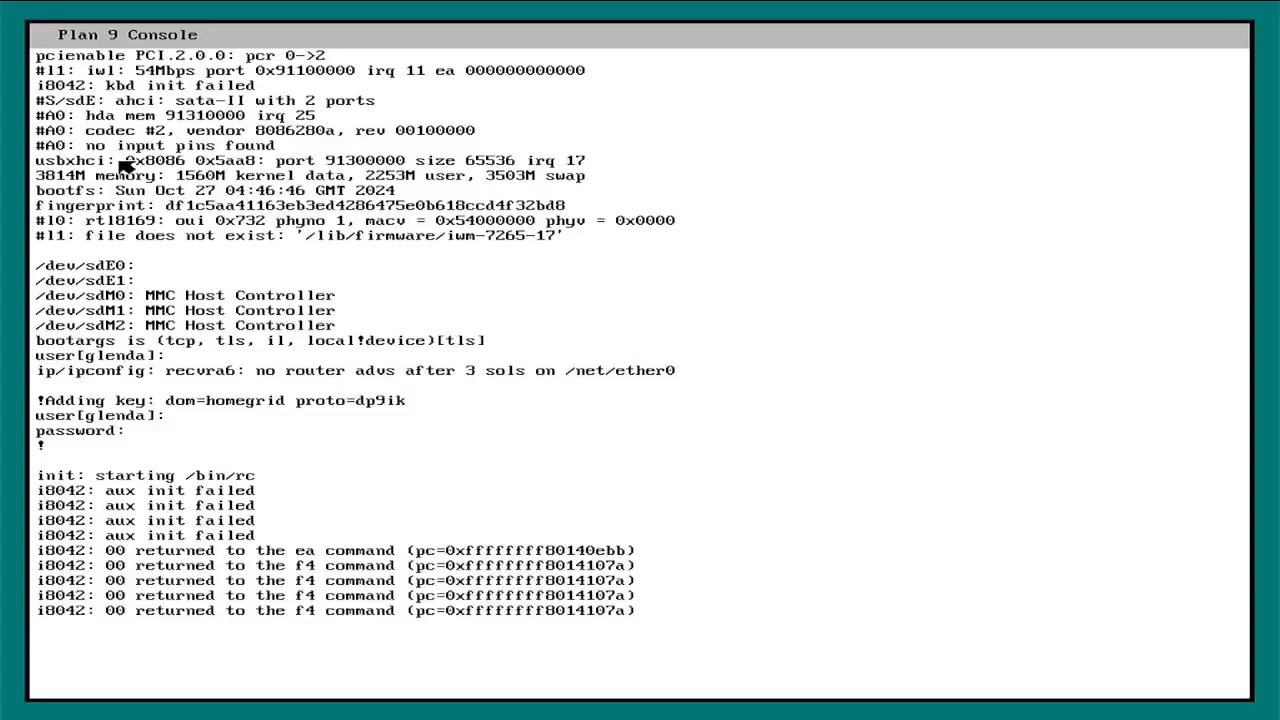 Plan 9 Console
pcienable PCI.2.0.0: pcr 0->2
#l1: iwl: 54Mbps port 0x91100000 irq 11 ea 000000000000
i8042: kbd init failed
#S/sdE: ahci: sata-II with 2 ports
#A0: hda mem 91310000 irq 25
#A0: codec #2, vendor 8086280a, rev 00100000
#A0: no input pins found
usbxhci: 0x8086 0x5aa8: port 91300000 size 65536 irq 17
3814M memory: 1560M kernel data, 2253M user, 3503M swap
bootfs: Sun Oct 27 04:46:46 GMT 2024
fingerprint: df1c5aa41163eb3ed4286475e0b618ccd4f32bd8
#l0: rtl8169: oui 0x732 phyno 1, macv = 0x54000000 phyv = 0x0000
#l1: file does not exist: '/lib/firmware/iwm-7265-17'
/dev/sdE0:
/dev/sdE1:
/dev/sdM0: MMC Host Controller
/dev/sdM1: MMC Host Controller
/dev/sdM2: MMC Host Controller
bootargs is (tcp, tls, il, local!device)[tls]
user[glenda]:
ip/ipconfig: recvra6: no router advs after 3 sols on /net/ether0
!Adding key: dom=homegrid proto=dp9ik
user[glenda]:
password:
!
init: starting /bin/rc
i8042: aux init failed
i8042: aux init failed
i8042: aux init failed
i8042: aux init failed
i8042: 00 returned to the ea command (pc=0xffffffff80140ebb)
i8042: 00 returned to the f4 command (pc=0xffffffff8014107a)
i8042: 00 returned to the f4 command (pc=0xffffffff8014107a)
i8042: 00 returned to the f4 command (pc=0xffffffff8014107a)
i8042: 00 returned to the f4 command (pc=0xffffffff8014107a)